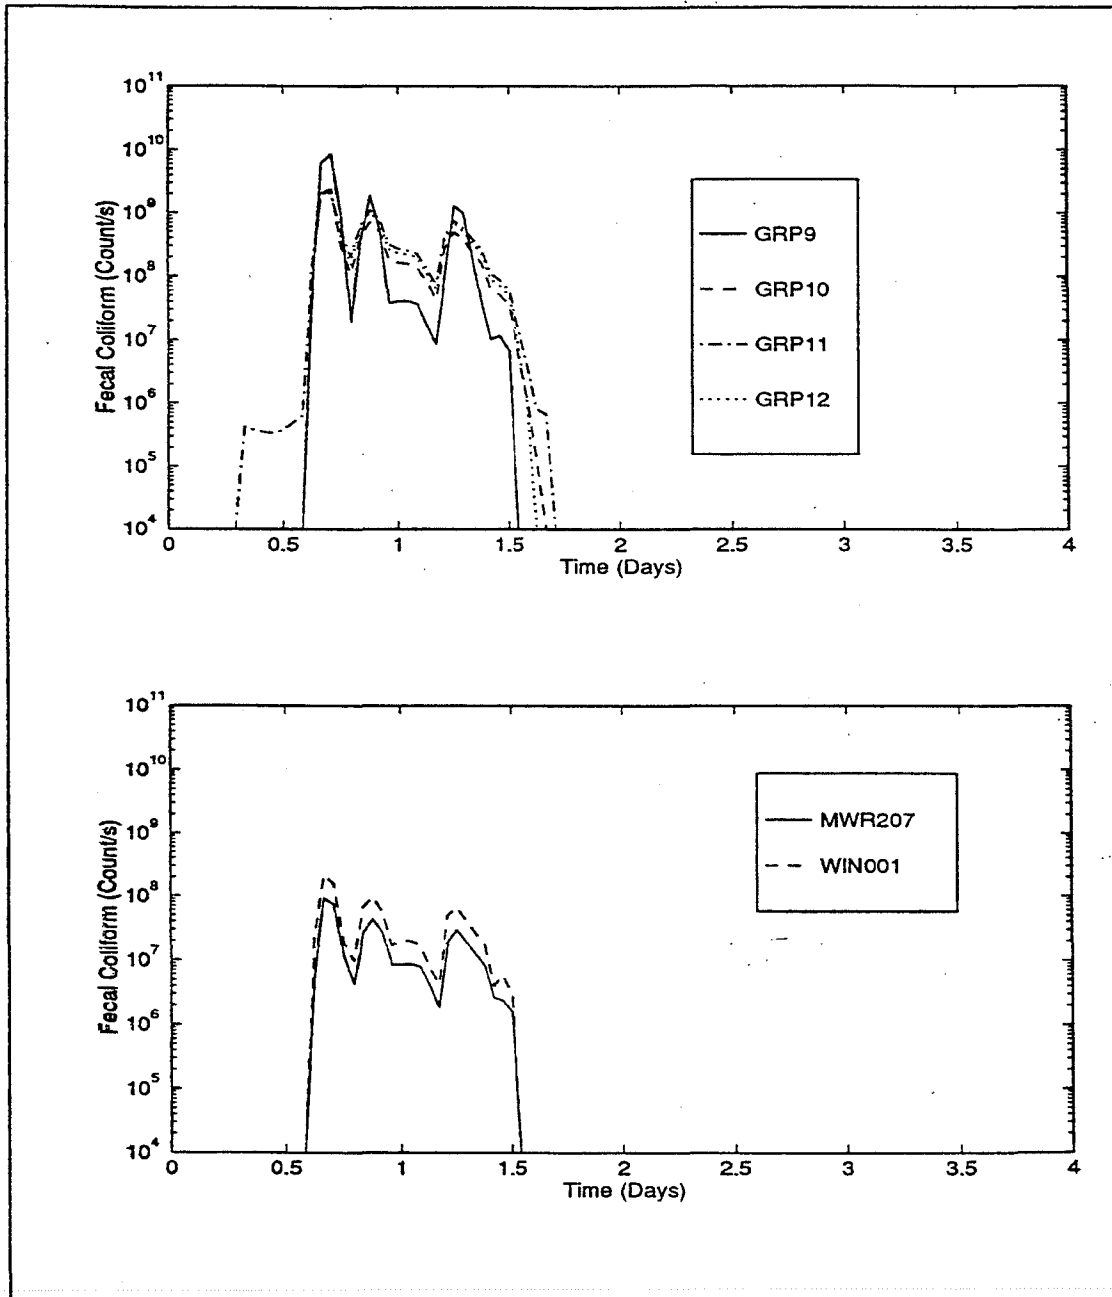 10^11
10^10
10^9
10^8
10^7
10^6
10^5
10^4
Fecal Coliform (Count/s)
0 0.5 1 1.5 2 2.5 3 3.5 4
Time (Days)
GRP9
GRP10
GRP11
GRP12
10^11
10^10
10^9
10^8
10^7
10^6
10^5
10^4
Fecal Coliform (Count/s)
0 0.5 1 1.5 2 2.5 3 3.5 4
Time (Days)
MWR207
WIN001